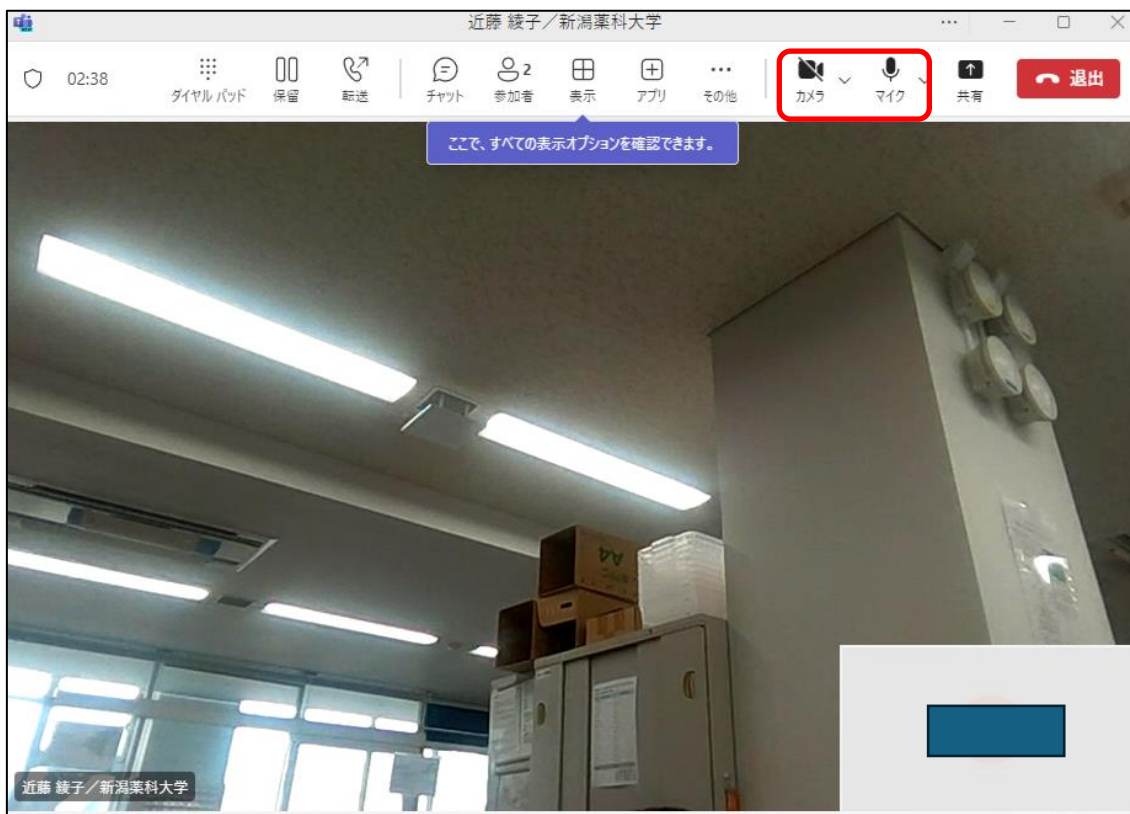 近藤 綾子／新潟薬科大学
02:38
ダイヤル パッド
保留
転送
チャット
2
参加者
表示
アプリ
その他
カメラ
マイク
共有
退出
ここで、すべての表示オプションを確認できます。
A4
近藤 綾子／新潟薬科大学